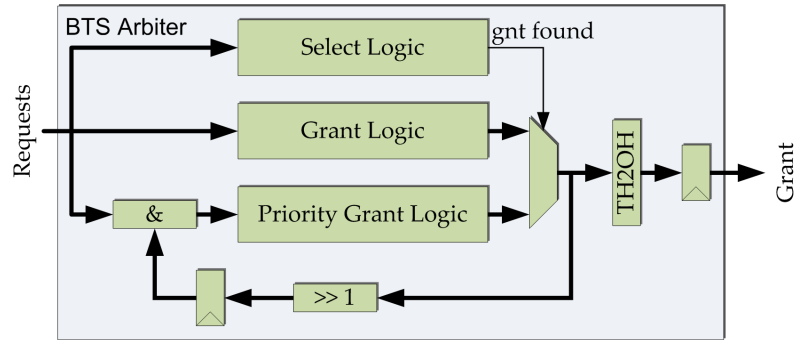 BTS Arbiter
Select Logic
gnt found
Requests
Grant Logic
TH2OH
Grant
&
Priority Grant Logic
>> 1